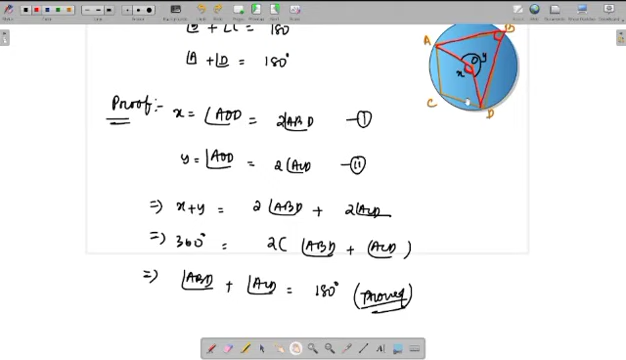 ∠B + ∠C = 180
∠A + ∠D = 180°
Proof:-
x = ∠AOD = 2∠ABD —(I)
y = ∠AOD = 2∠ACD —(II)
⇒ x+y = 2∠ABD + 2∠ACD
⇒ 360° = 2(∠ABD + ∠ACD)
⇒ ∠ABD + ∠ACD = 180° (Proved)
A
B
O
y
x
C
D